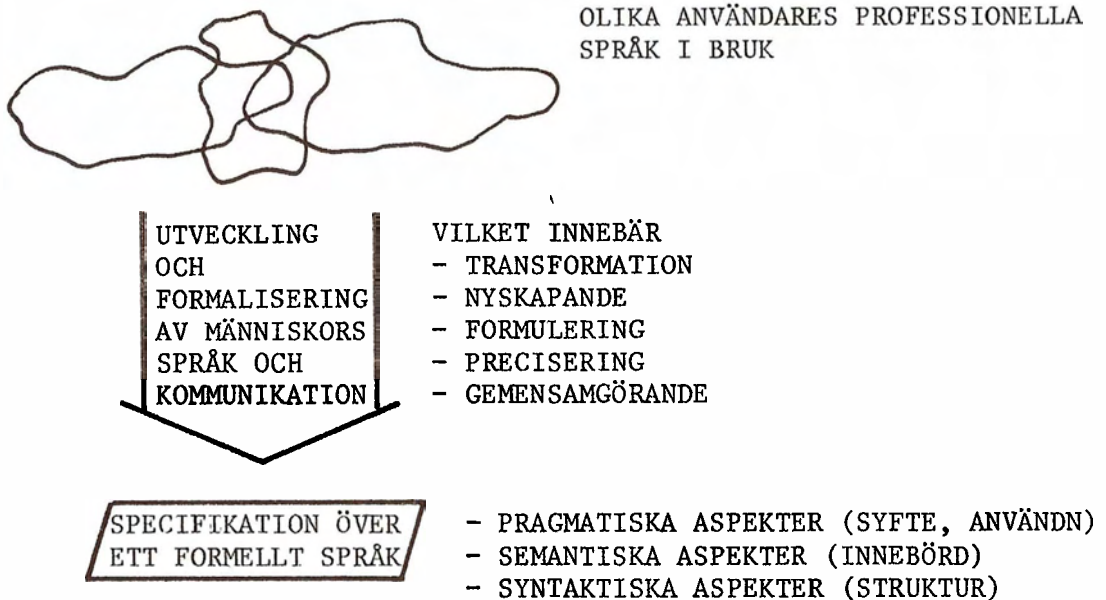 OLIKA ANVÄNDARES PROFESSIONELLA
SPRÅK I BRUK
UTVECKLING
OCH
FORMALISERING
AV MÄNNISKORS
SPRÅK OCH
KOMMUNIKATION
VILKET INNEBÄR
- TRANSFORMATION
- NYSKAPANDE
- FORMULERING
- PRECISERING
- GEMENSAMGÖRANDE
SPECIFIKATION ÖVER
ETT FORMELLT SPRÅK
- PRAGMATISKA ASPEKTER (SYFTE, ANVÄNDN)
- SEMANTISKA ASPEKTER (INNEBÖRD)
- SYNTAKTISKA ASPEKTER (STRUKTUR)